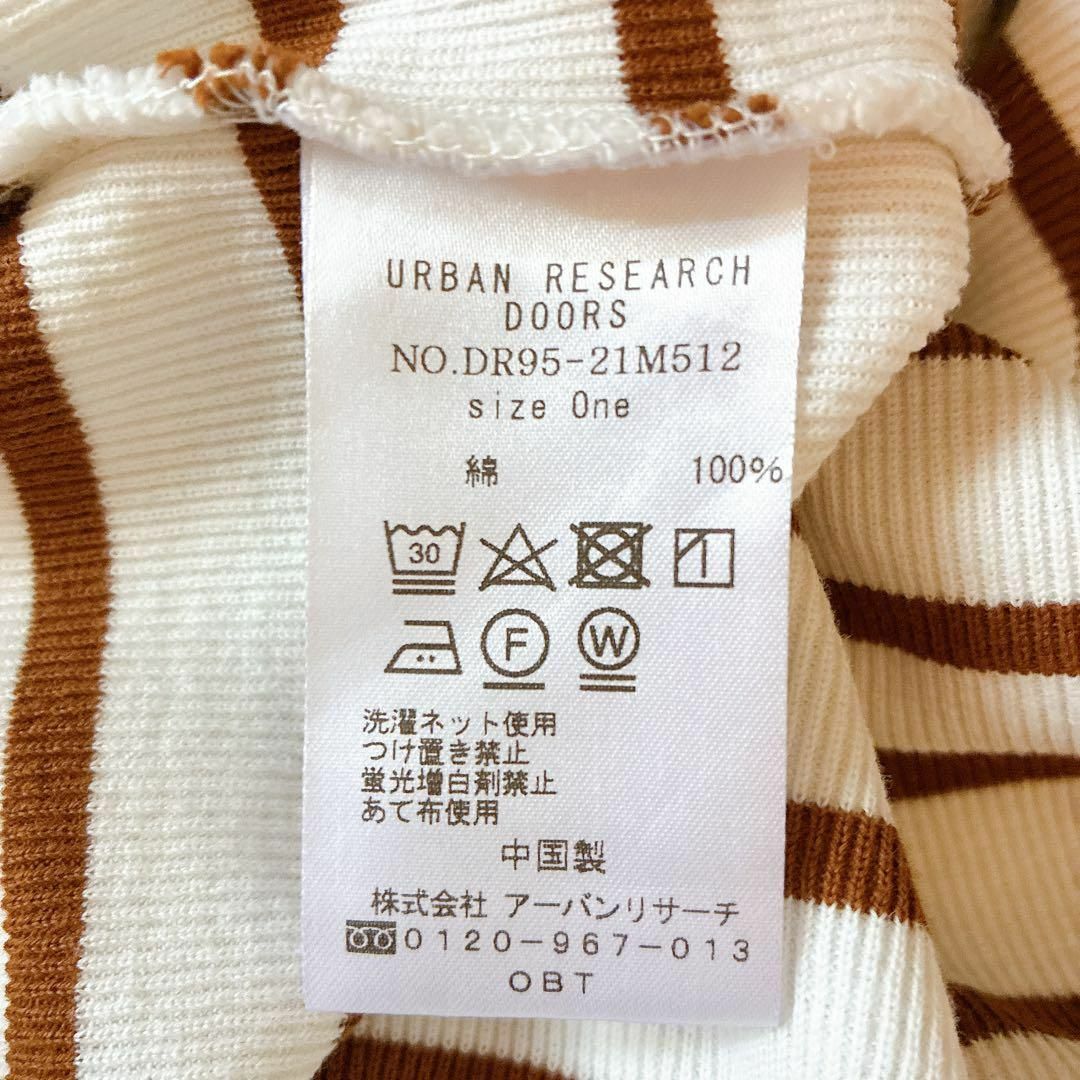 URBAN RESEARCH
DOORS
NO.DR95-21M512
size One
綿 100%
30
F W
洗濯ネット使用
つけ置き禁止
蛍光増白剤禁止
あて布使用
中国製
株式会社 アーバンリサーチ
0120-967-013
OBT